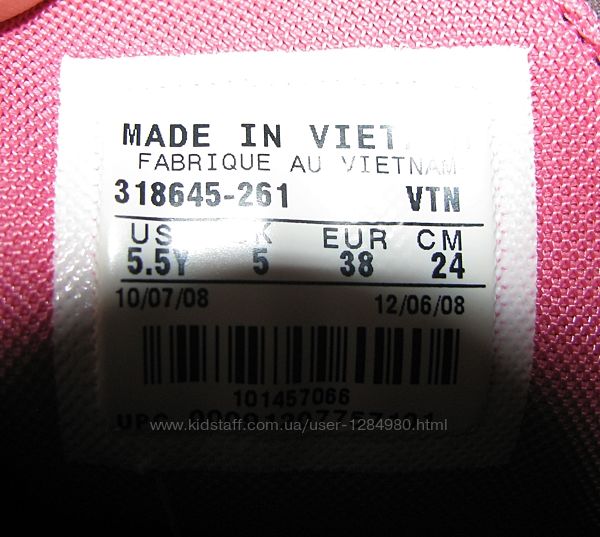 MADE IN
FABRIQUE AU VIETNAM
318645-261 VTN
US EUR CM
5.5Y 5 38 24
10/07/08 12/06/08
101457066
www.kidstaff.com.ua/user-1284980.html